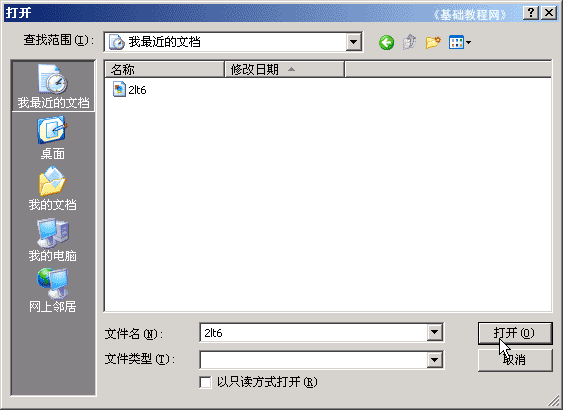 打开
《基础教程网》
查找范围(I):
我最近的文档
名称
修改日期
2lt6
我最近的文档
桌面
我的文档
我的电脑
网上邻居
文件名(N):
2lt6
打开(O)
文件类型(T):
取消
以只读方式打开(R)